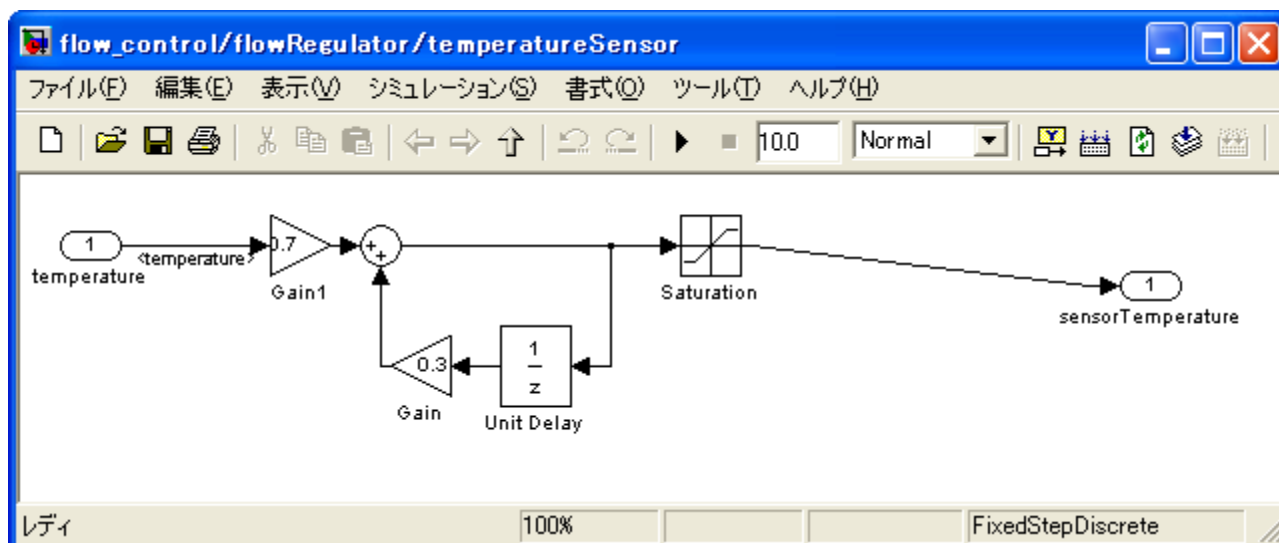 flow_control/flowRegulator/temperatureSensor
ファイル(F) 編集(E) 表示(V) シミュレーション(S) 書式(O) ツール(T) ヘルプ(H)
10.0 Normal
1
temperature
<temperature>
0.7
Gain1
+
+
Saturation
1
sensorTemperature
0.3
Gain
1
z
Unit Delay
レディ 100% FixedStepDiscrete